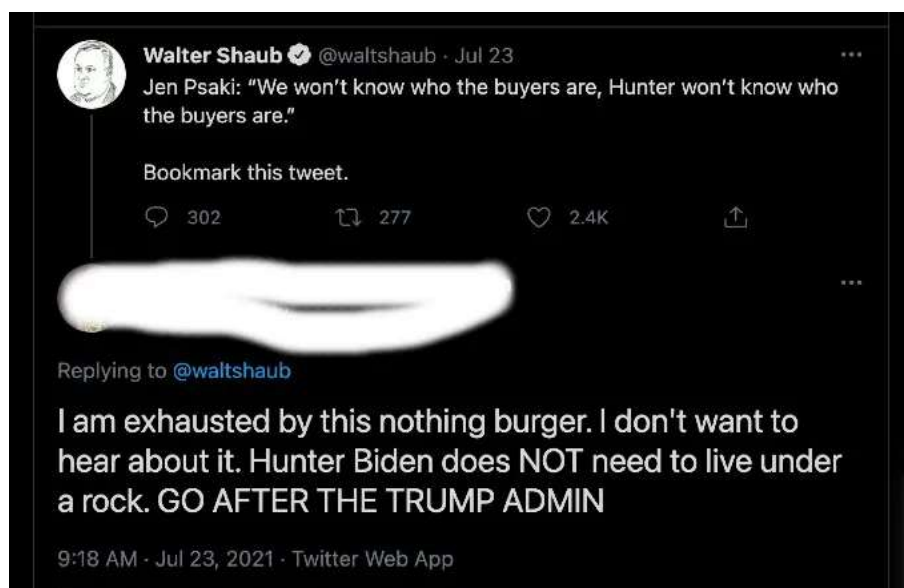 Walter Shaub @waltshaub · Jul 23
Jen Psaki: “We won’t know who the buyers are, Hunter won’t know who
the buyers are.”
Bookmark this tweet.
302 277 2.4K
Replying to @waltshaub
I am exhausted by this nothing burger. I don't want to
hear about it. Hunter Biden does NOT need to live under
a rock. GO AFTER THE TRUMP ADMIN
9:18 AM · Jul 23, 2021 · Twitter Web App